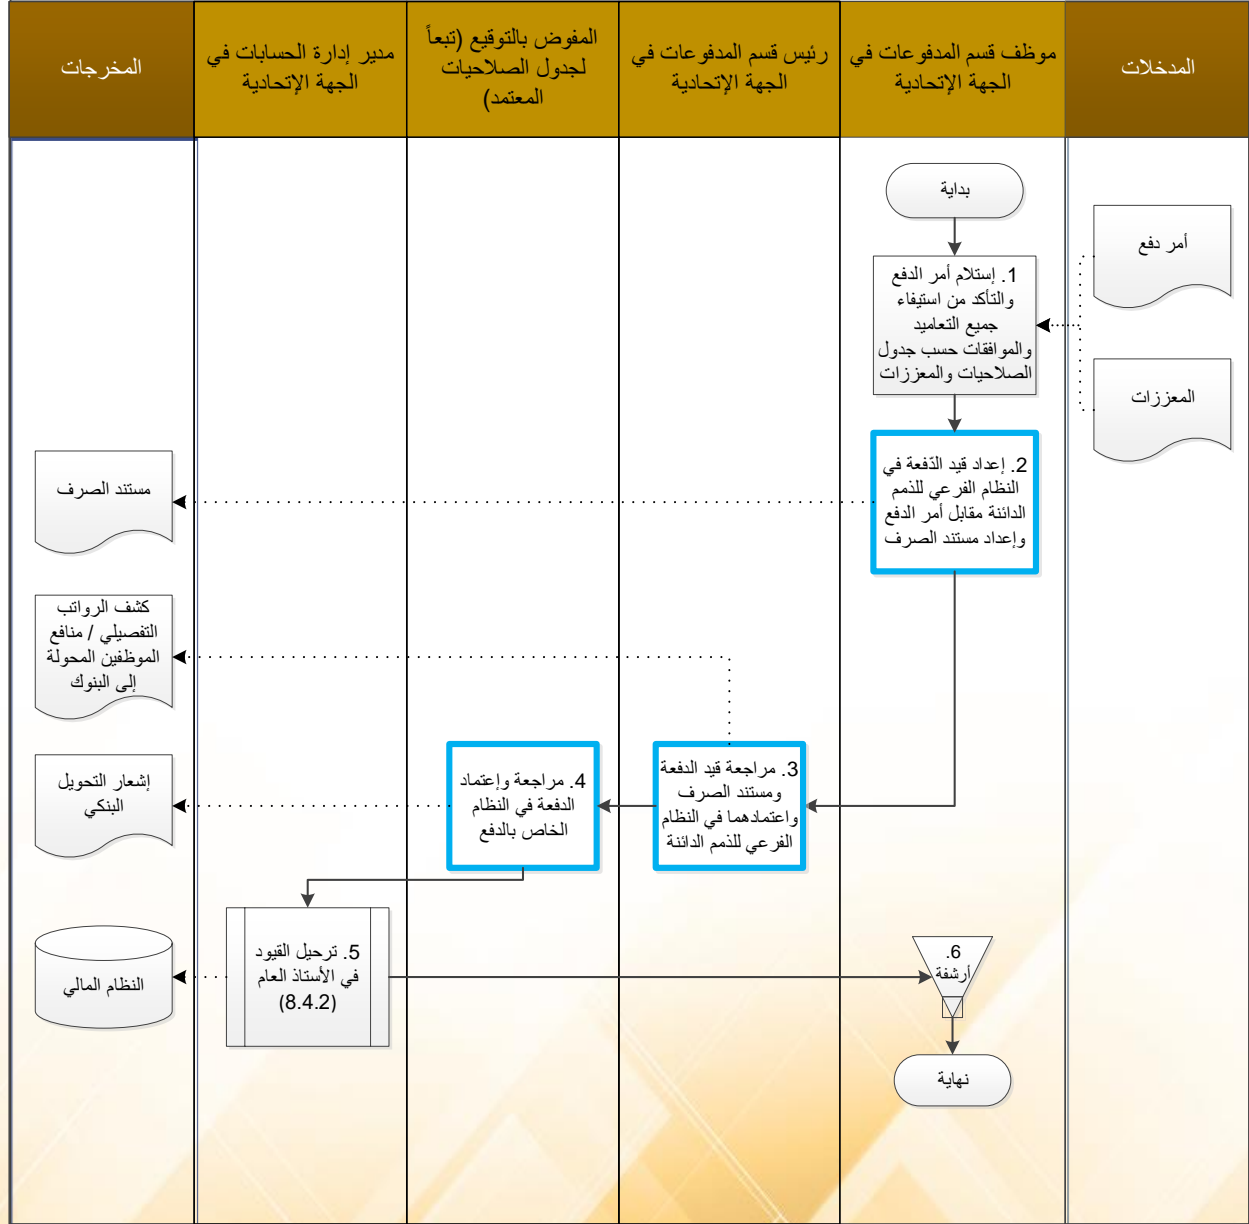 المدخلات
موظف قسم المدفوعات في
الجهة الإتحادية
رئيس قسم المدفوعات في
الجهة الإتحادية
المفوض بالتوقيع (تبعاً
لجدول الصلاحيات
المعتمد)
مدير إدارة الحسابات في
الجهة الإتحادية
المخرجات
بداية
أمر دفع
1. إستلام أمر الدفع
والتأكد من استيفاء
جميع التعاميد
والموافقات حسب جدول
الصلاحيات والمعززات
المعززات
2. إعداد قيد الدّفعة في
النظام الفرعي للذمم
الدائنة مقابل أمر الدفع
وإعداد مستند الصرف
مستند الصرف
كشف الرواتب
التفصيلي / منافع
الموظفين المحولة
إلى البنوك
3. مراجعة قيد الدفعة
ومستند الصرف
واعتمادهما في النظام
الفرعي للذمم الدائنة
4. مراجعة وإعتماد
الدفعة في النظام
الخاص بالدفع
إشعار التحويل
البنكي
5. ترحيل القيود
في الأستاذ العام
(8.4.2)
النظام المالي
6.
أرشفة
نهاية